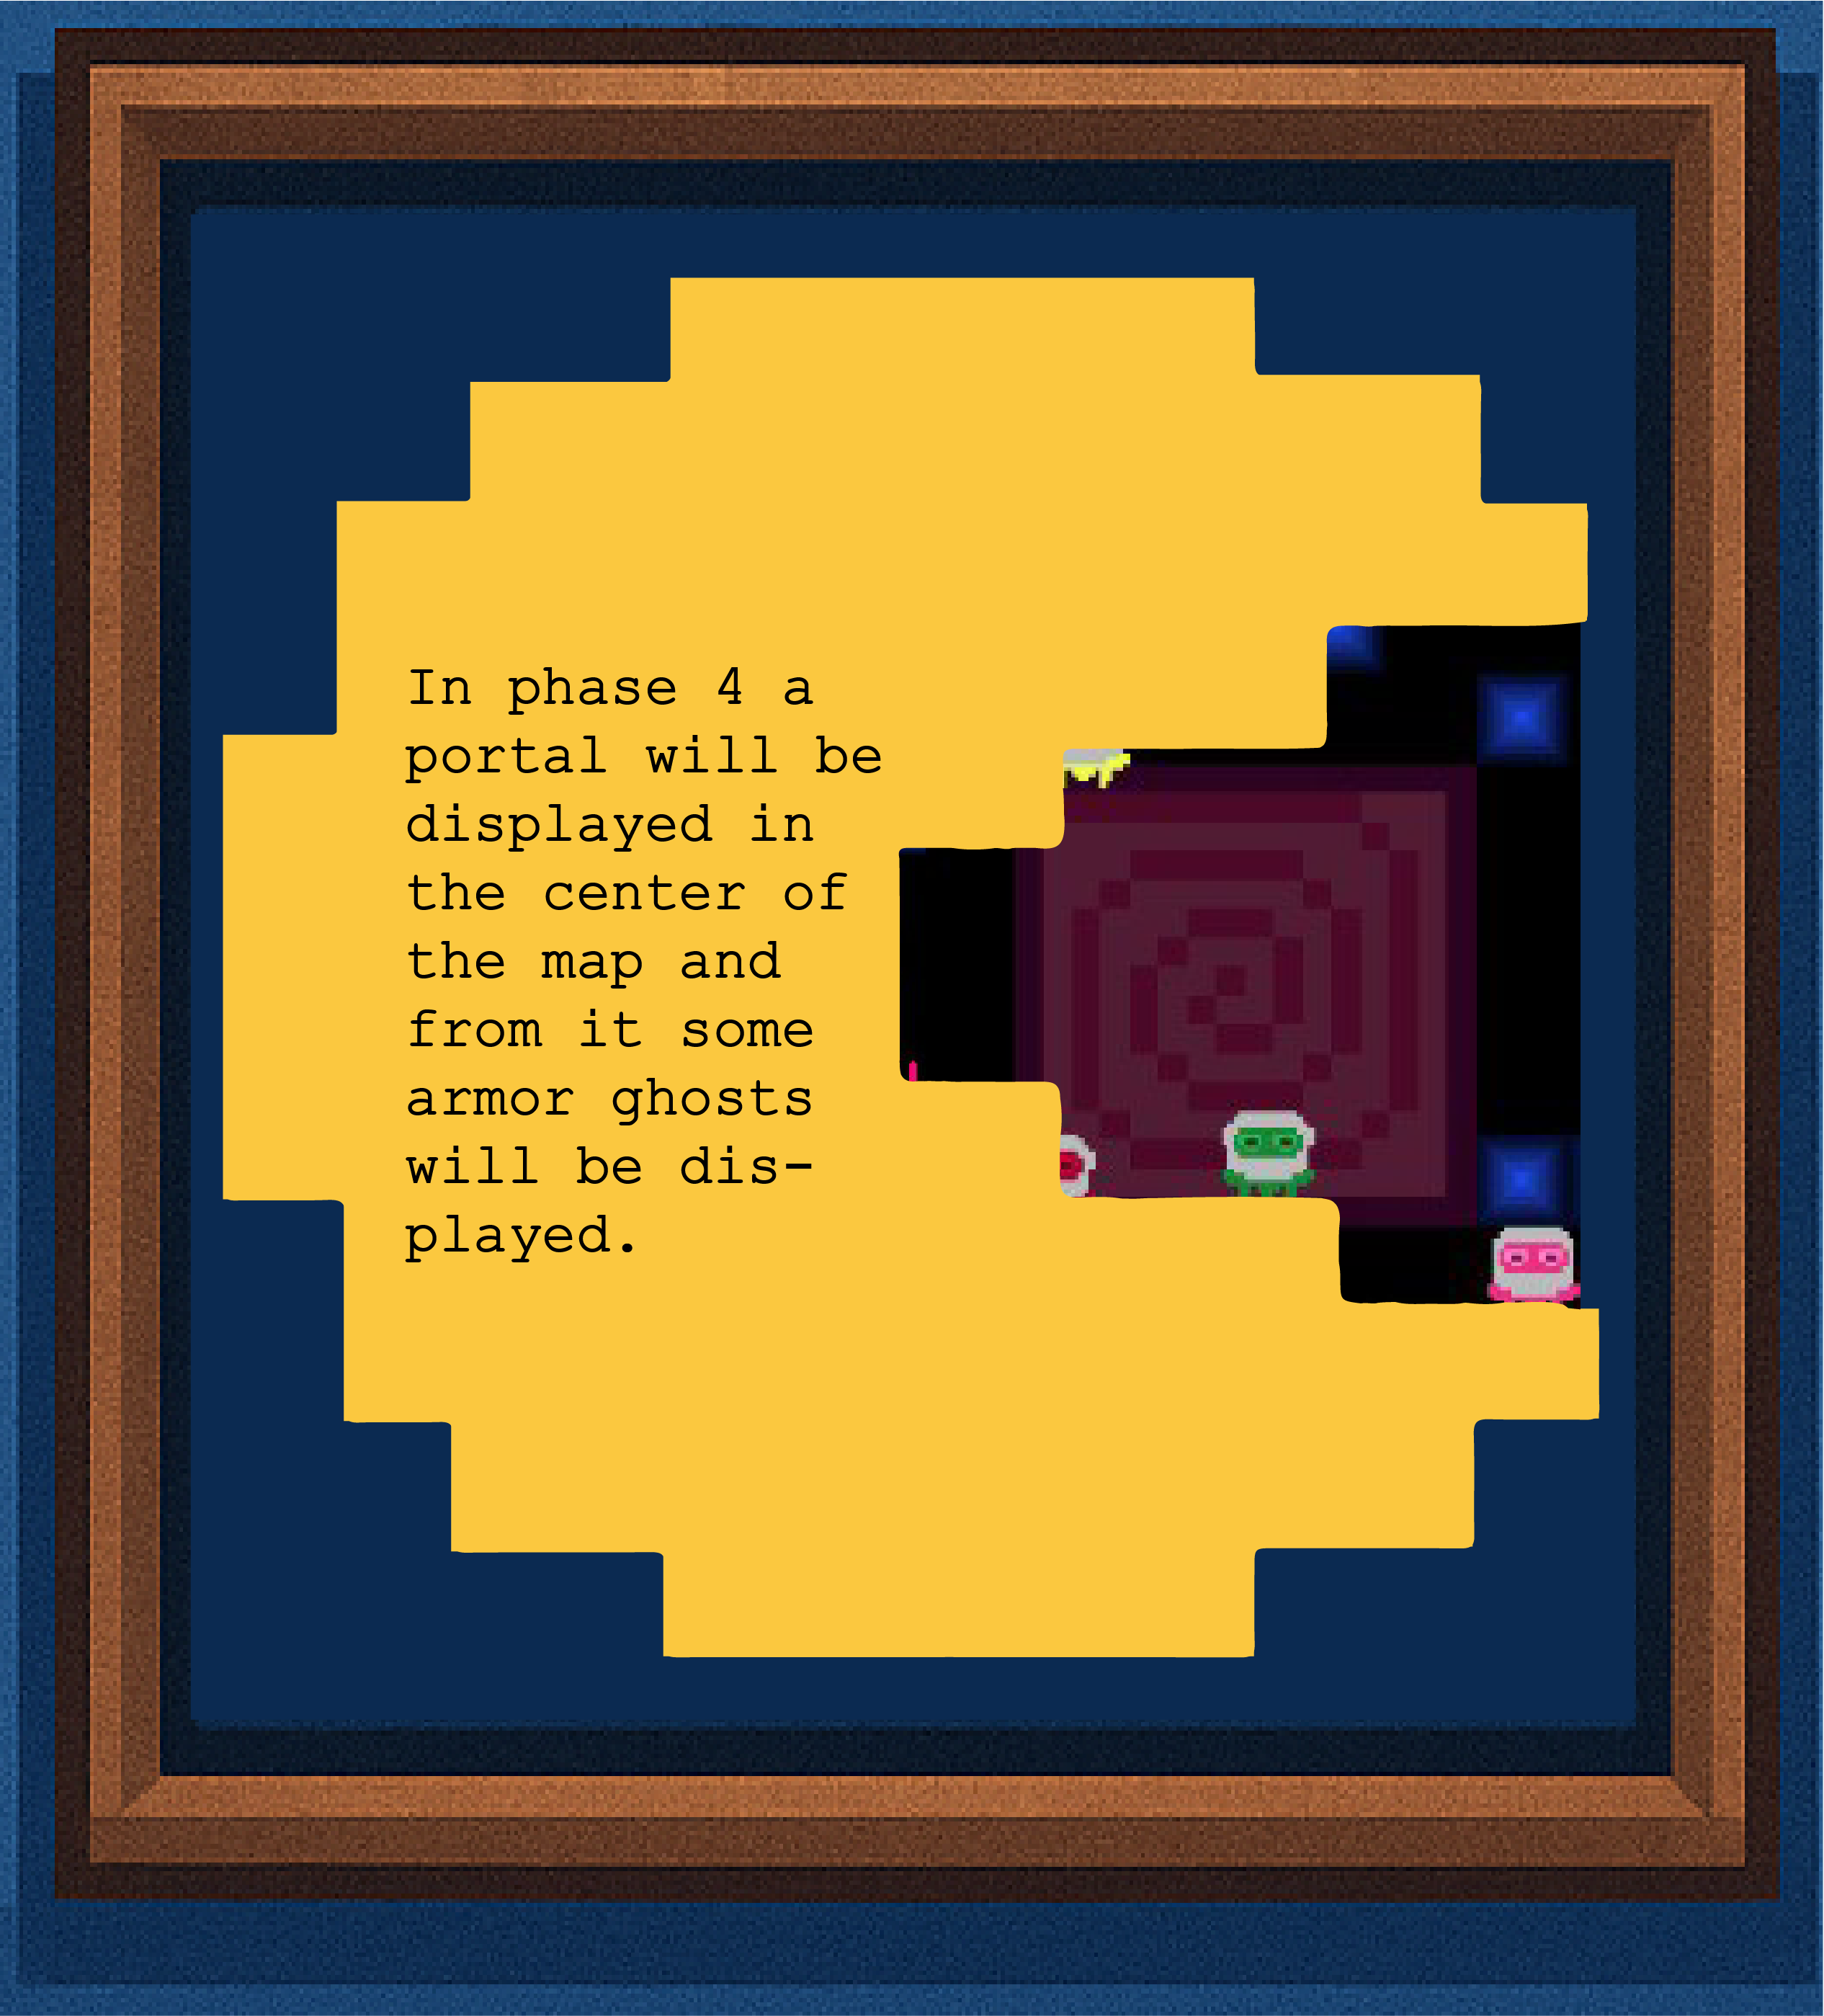 In phase 4 a
portal will be
displayed in
the center of
the map and
from it some
armor ghosts
will be dis-
played.